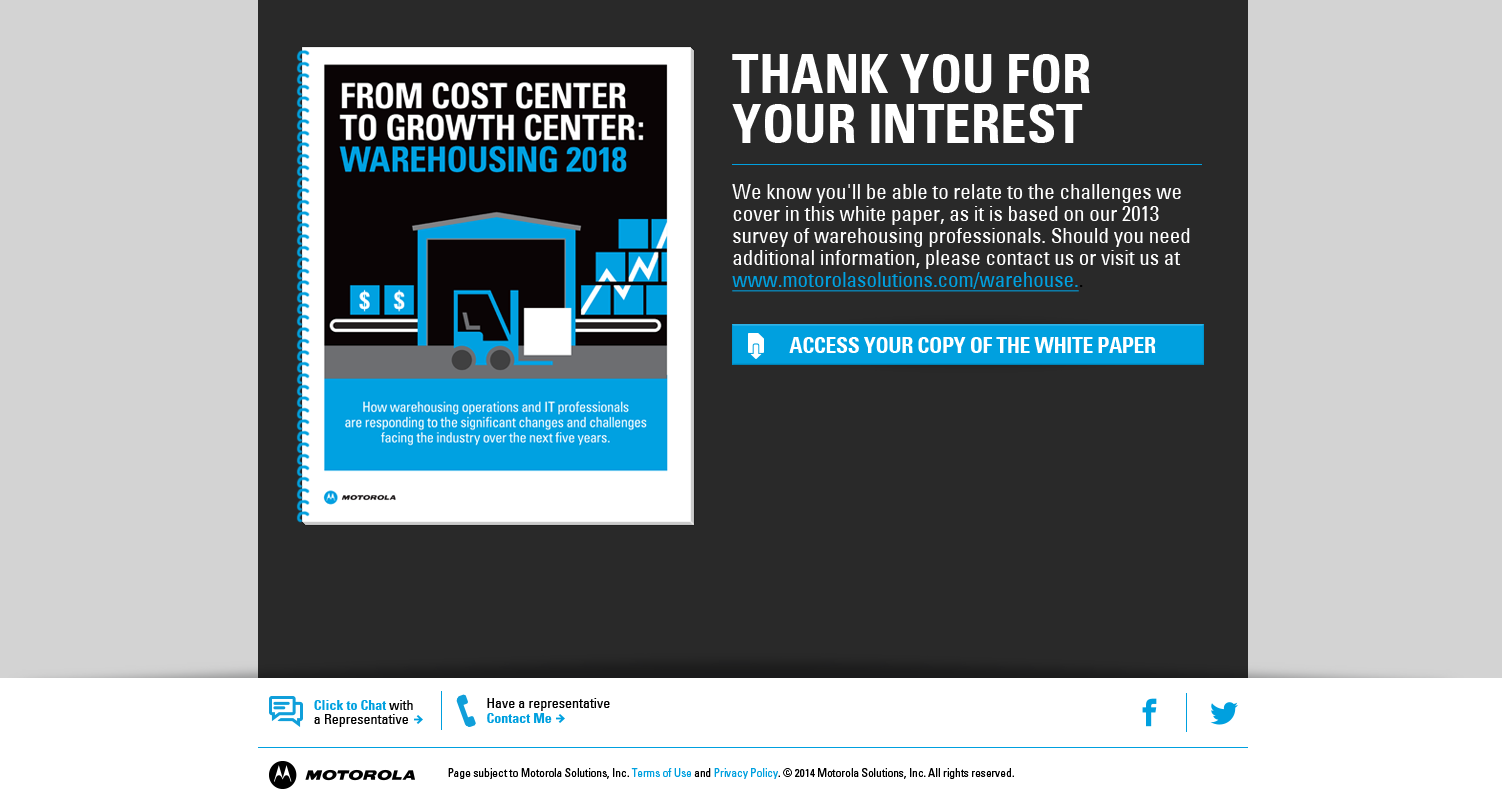 FROM COST CENTER
TO GROWTH CENTER:
WAREHOUSING 2018
$ $
How warehousing operations and IT professionals
are responding to the significant changes and challenges
facing the industry over the next five years.
MOTOROLA
THANK YOU FOR
YOUR INTEREST
We know you'll be able to relate to the challenges we
cover in this white paper, as it is based on our 2013
survey of warehousing professionals. Should you need
additional information, please contact us or visit us at
www.motorolasolutions.com/warehouse..
ACCESS YOUR COPY OF THE WHITE PAPER
Click to Chat with
a Representative
Have a representative
Contact Me
MOTOROLA
Page subject to Motorola Solutions, Inc. Terms of Use and Privacy Policy. © 2014 Motorola Solutions, Inc. All rights reserved.